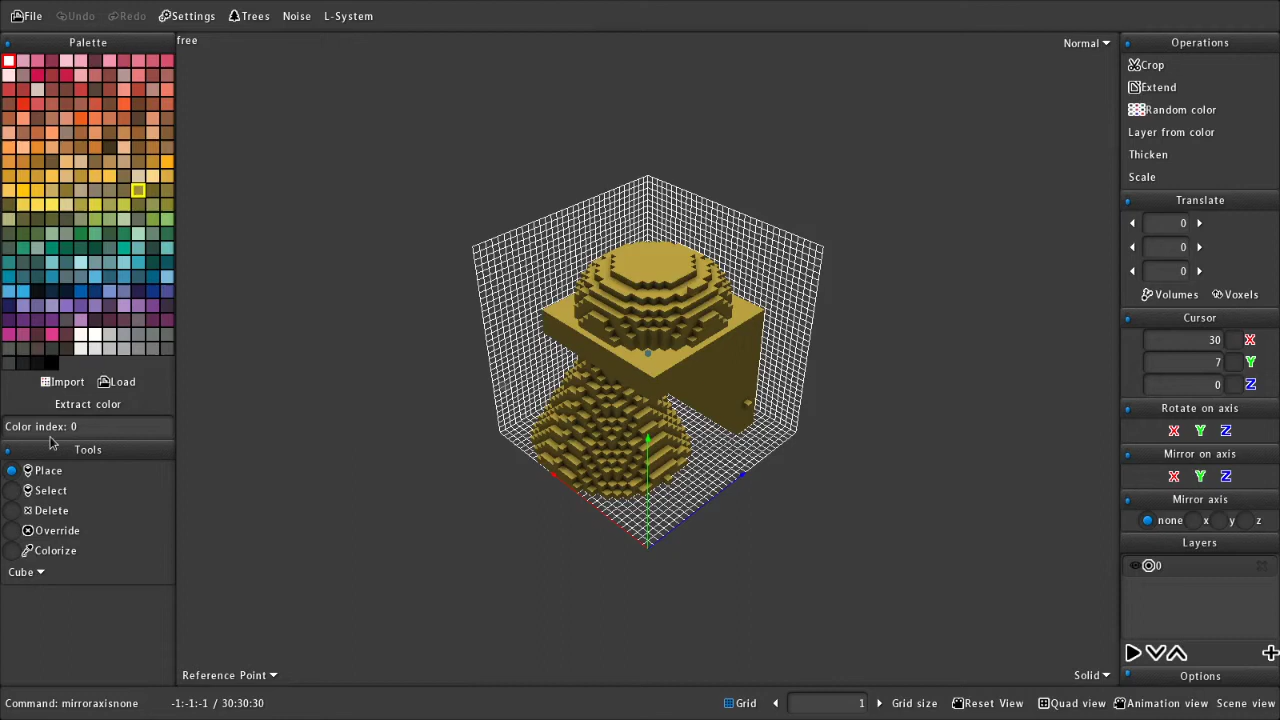 File Undo Redo Settings Trees Noise L-System
Palette
free
Normal
Import Load
Extract color
Color index: 0
Tools
Place
Select
Delete
Override
Colorize
Cube
Reference Point
Solid
Operations
Crop
Extend
Random color
Layer from color
Thicken
Scale
Translate
0
0
0
Volumes Voxels
Cursor
30 X
7 Y
0 Z
Rotate on axis
X Y Z
Mirror on axis
X Y Z
Mirror axis
none x y z
Layers
0
Options
Command: mirroraxisnone -1:-1:-1 / 30:30:30 Grid 1 Grid size Reset View Quad view Animation view Scene view